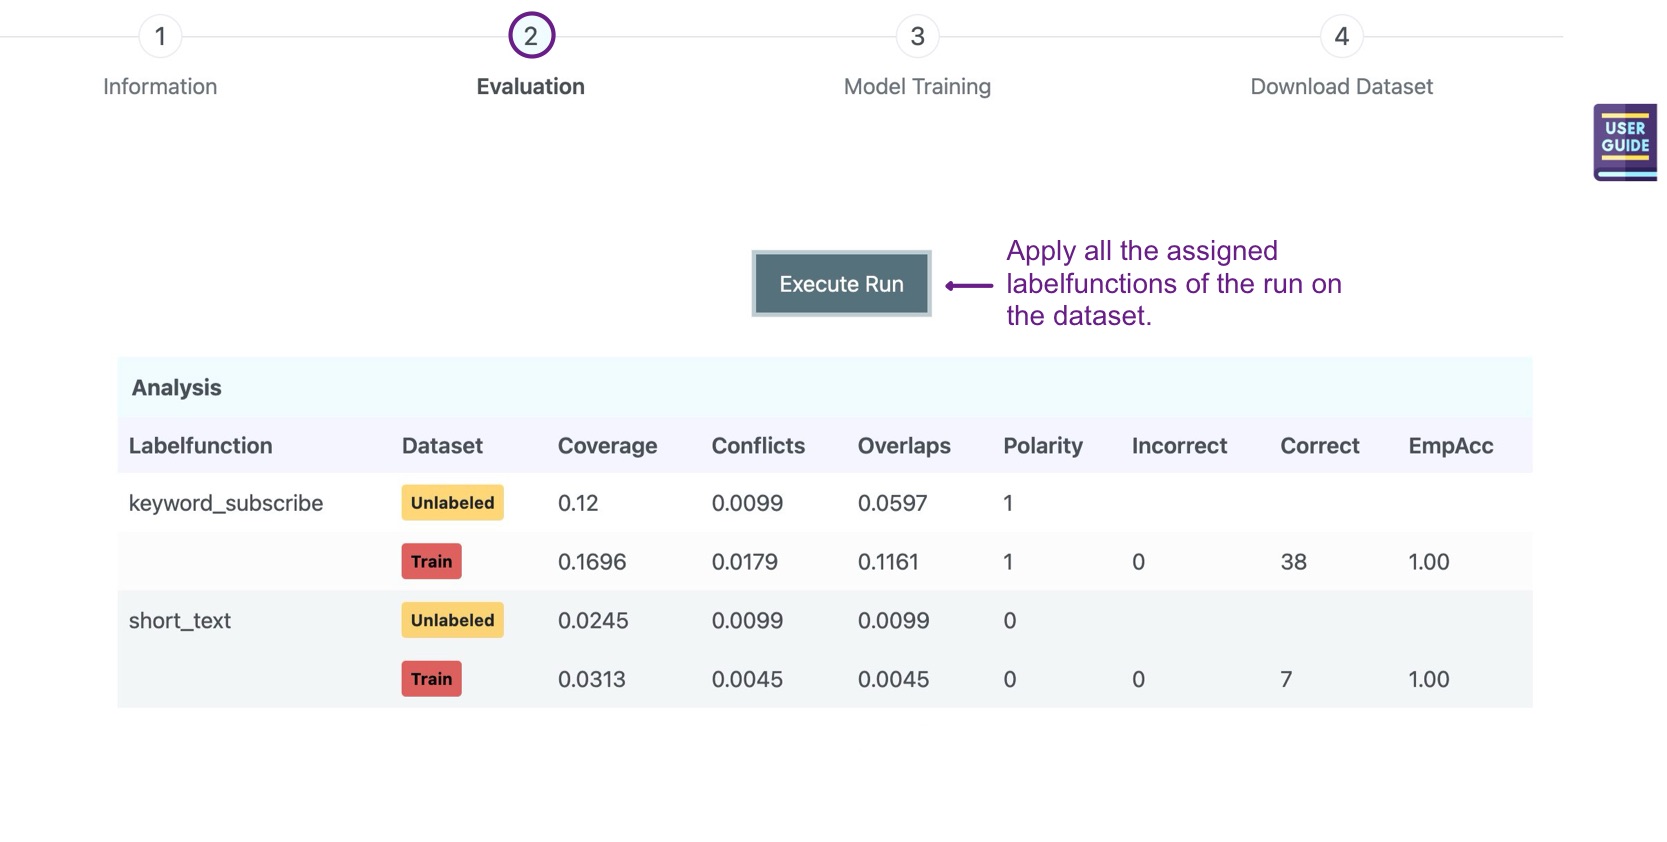 1
2
3
4
Information
Evaluation
Model Training
Download Dataset
USER
GUIDE
Execute Run
Apply all the assigned
labelfunctions of the run on
the dataset.
Analysis
Labelfunction Dataset Coverage Conflicts Overlaps Polarity Incorrect Correct EmpAcc
keyword_subscribe Unlabeled 0.12 0.0099 0.0597 1
Train 0.1696 0.0179 0.1161 1 0 38 1.00
short_text Unlabeled 0.0245 0.0099 0.0099 0
Train 0.0313 0.0045 0.0045 0 0 7 1.00